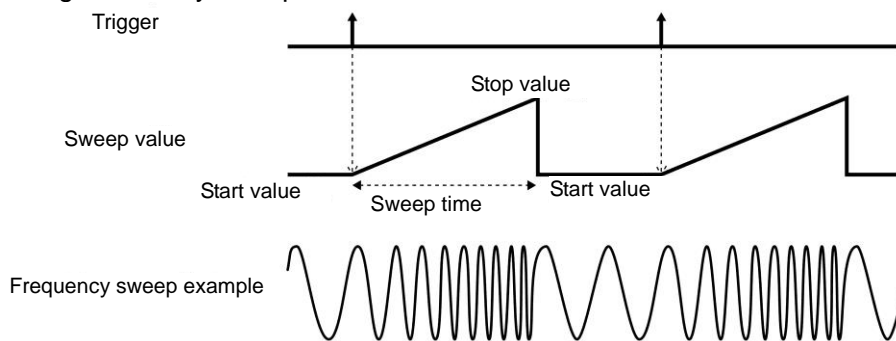 Trigger
Stop value
Sweep value
Start value
Start value
Sweep time
Frequency sweep example